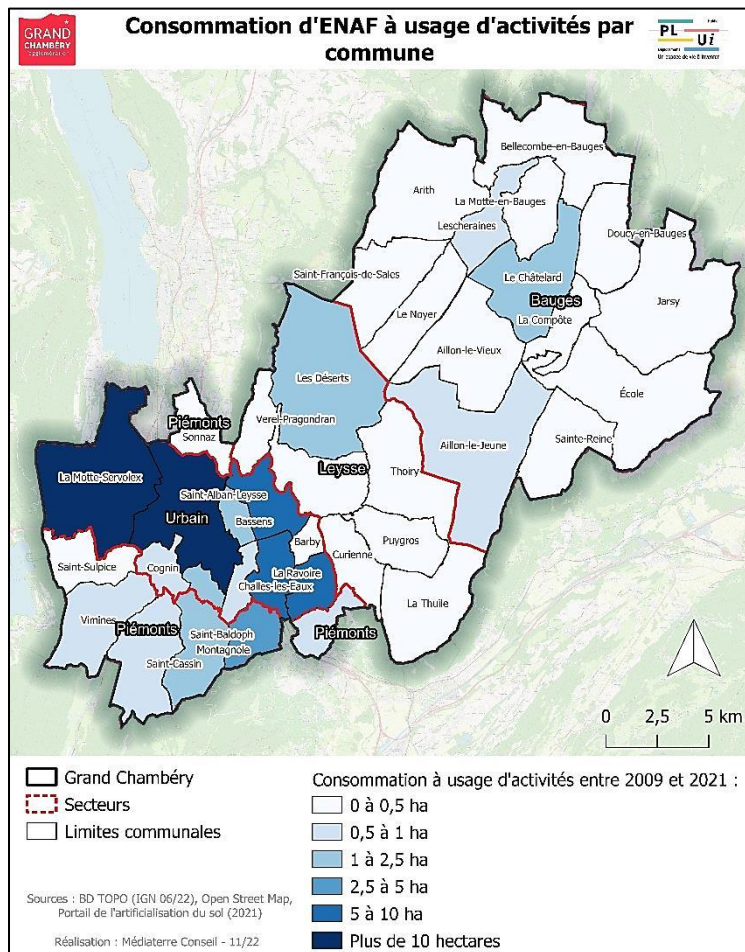 GRAND
CHAMBÉRY
agglomération
Consommation d'ENAF à usage d'activités par
commune
PL
Ui
Un espace de vie à inventer
Bellecombe-en-Bauges
Arith
La Motte-en-Bauges
Lescheraines
Doucy-en-Bauges
Saint-François-de-Sales
Le Châtelard
Bauges
Jarsy
Le Noyer
La Compôte
Aillon-le-Vieux
Les Déserts
École
Piémonts
Sonnaz
Verel-Pragondran
Aillon-le-Jeune
Sainte-Reine
Leysse
Thoiry
La Motte-Servolex
Saint-Alban-Leysse
Urbain
Bassens
Barby
Puygros
Saint-Sulpice
Cognin
La Ravoire
Curienne
Challes-les-Eaux
La Thuile
Vimines
Piémonts
Saint-Baldoph
Piémonts
Montagnole
Saint-Cassin
0 2,5 5 km
Grand Chambéry
Secteurs
Limites communales
Sources : BD TOPO (IGN 06/22), Open Street Map,
Portail de l'artificialisation du sol (2021)
Réalisation : Médiaterre Conseil - 11/22
Consommation à usage d'activités entre 2009 et 2021 :
0 à 0,5 ha
0,5 à 1 ha
1 à 2,5 ha
2,5 à 5 ha
5 à 10 ha
Plus de 10 hectares